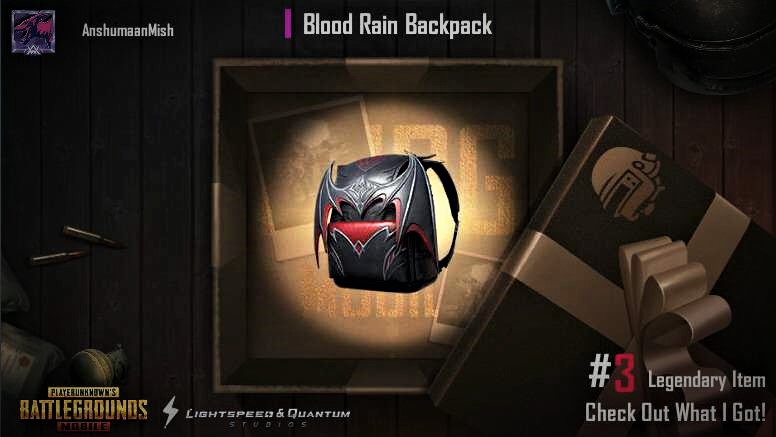 AnshumaanMish
Blood Rain Backpack
PLAYERUNKNOWN'S
BATTLEGROUNDS
MOBILE
LIGHTSPEED & QUANTUM
STUDIOS
#3 Legendary Item
Check Out What I Got!